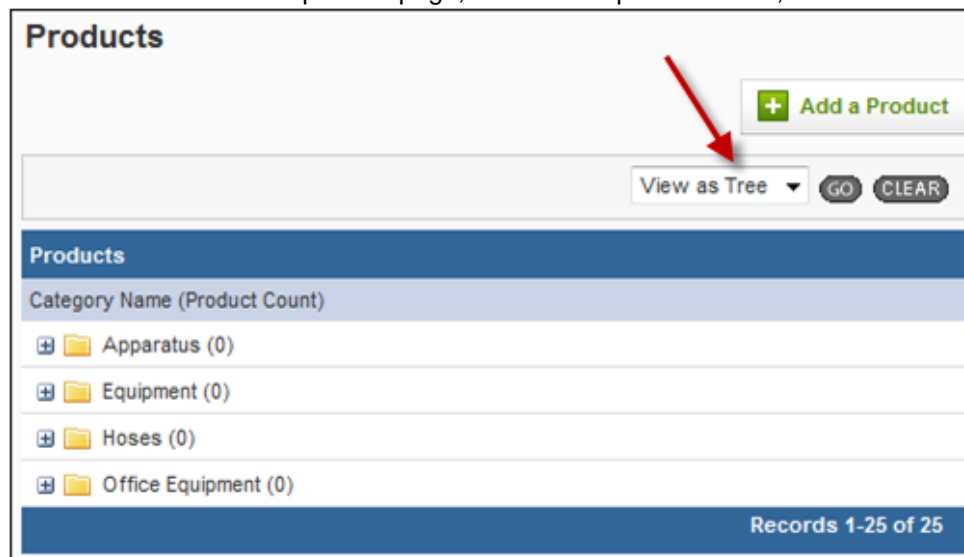 Products
Add a Product
View as Tree GO CLEAR
Products
Category Name (Product Count)
Apparatus (0)
Equipment (0)
Hoses (0)
Office Equipment (0)
Records 1-25 of 25